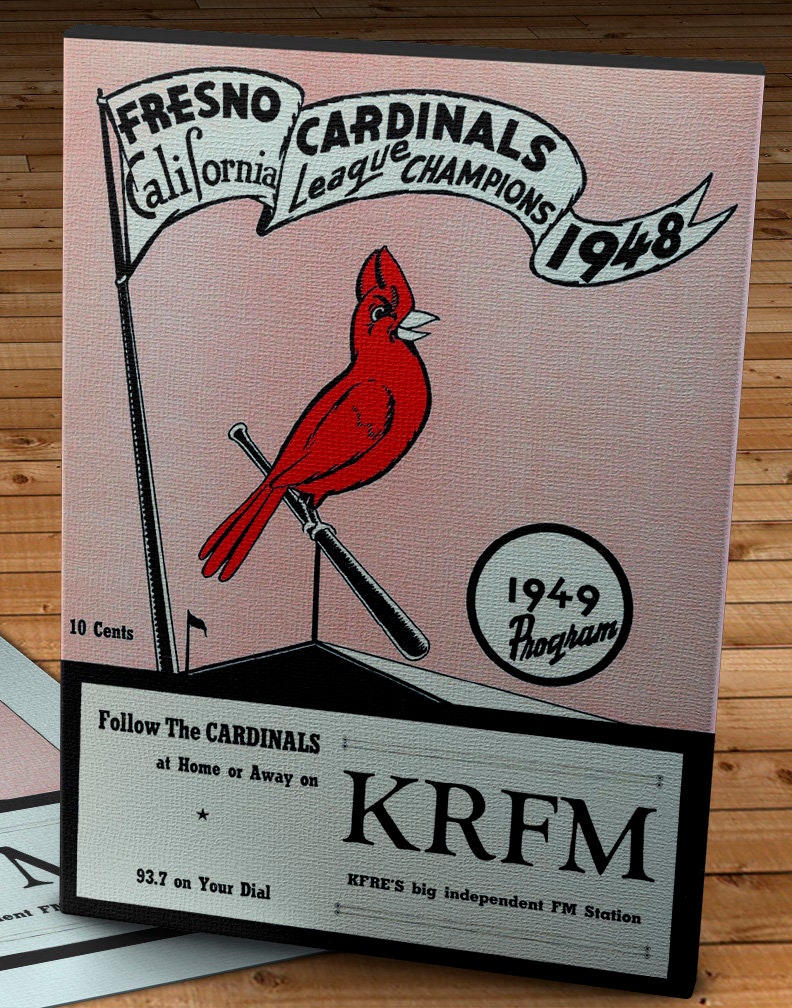 FRESNO
California
CARDINALS
League CHAMPIONS
1948
1949
Program
10 Cents
Follow The CARDINALS
at Home or Away on
93.7 on Your Dial
KRFM
KFRE'S big independent FM Station